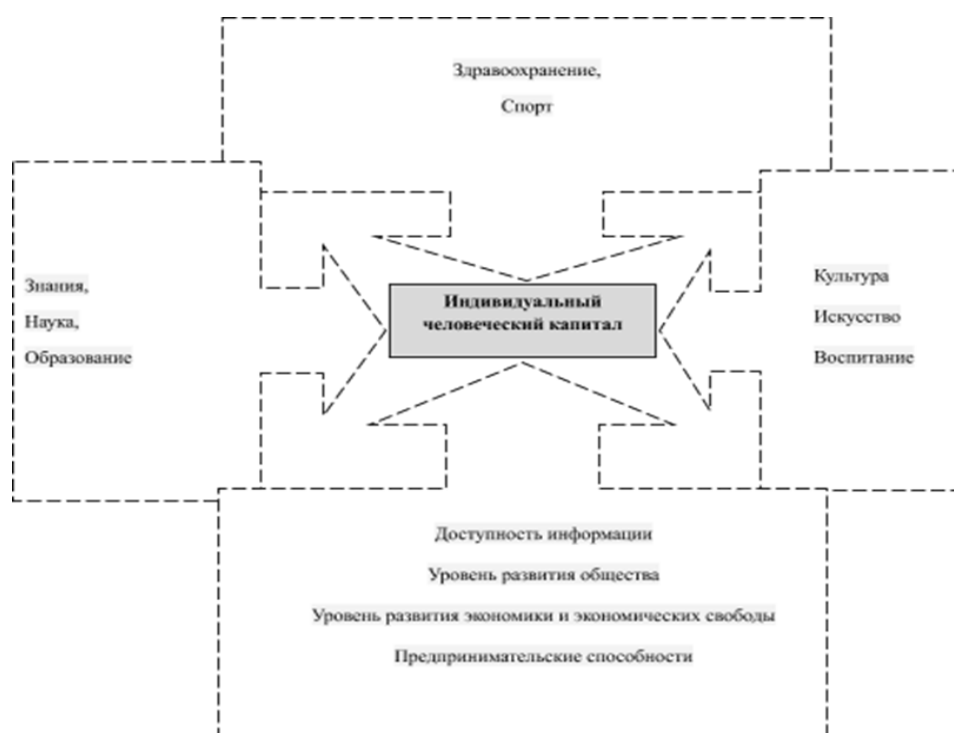 Здравоохранение,
Спорт
Знания,
Наука,
Образование
Индивидуальный
человеческий капитал
Культура
Искусство
Воспитание
Доступность информации
Уровень развития общества
Уровень развития экономики и экономических свободы
Предпринимательские способности